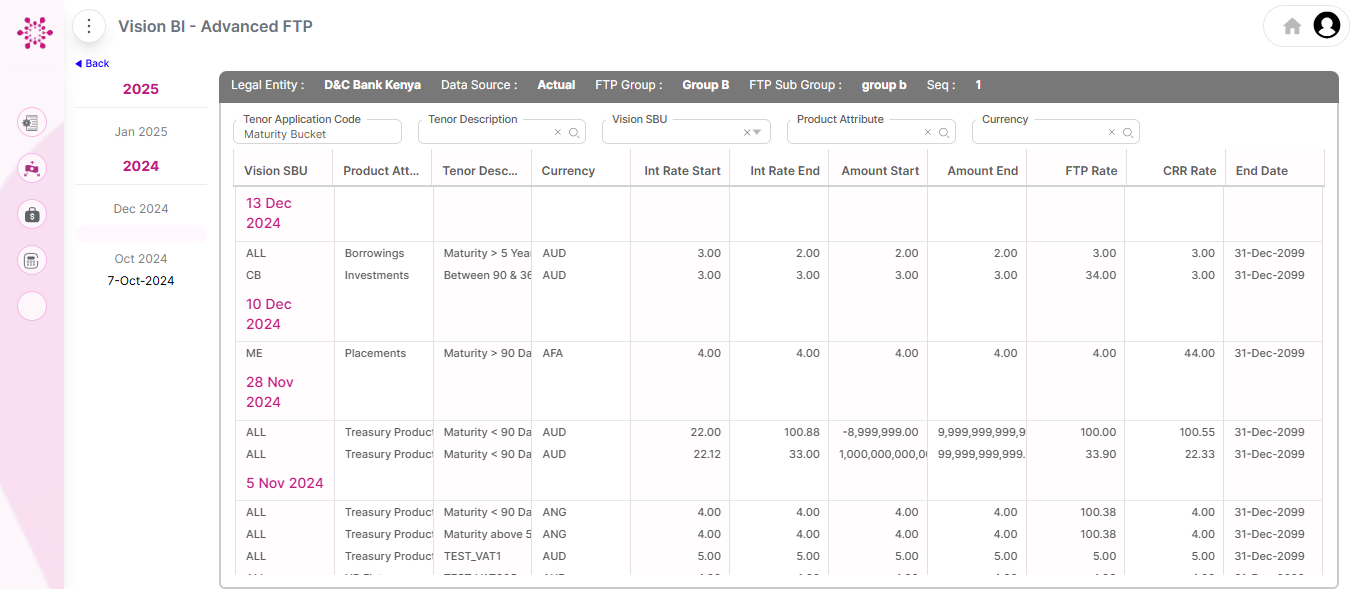 Vision BI - Advanced FTP
Back
2025
Jan 2025
2024
Dec 2024
Oct 2024
7-Oct-2024
Legal Entity : D&C Bank Kenya Data Source : Actual FTP Group : Group B FTP Sub Group : group b Seq : 1
Tenor Application Code Tenor Description Vision SBU Product Attribute Currency
Maturity Bucket
Vision SBU Product Att... Tenor Desc... Currency Int Rate Start Int Rate End Amount Start Amount End FTP Rate CRR Rate End Date
13 Dec
2024
ALL Borrowings Maturity > 5 Yea AUD 3.00 2.00 2.00 2.00 3.00 3.00 31-Dec-2099
CB Investments Between 90 & 36 AUD 3.00 3.00 3.00 3.00 34.00 3.00 31-Dec-2099
10 Dec
2024
ME Placements Maturity > 90 Da AFA 4.00 4.00 4.00 4.00 4.00 44.00 31-Dec-2099
28 Nov
2024
ALL Treasury Product Maturity < 90 Da AUD 22.00 100.88 -8,999,999.00 9,999,999,999,9 100.00 100.55 31-Dec-2099
ALL Treasury Product Maturity < 90 Da AUD 22.12 33.00 1,000,000,000,0 99,999,999,999. 33.90 22.33 31-Dec-2099
5 Nov 2024
ALL Treasury Product Maturity < 90 Da ANG 4.00 4.00 4.00 4.00 100.38 4.00 31-Dec-2099
ALL Treasury Product Maturity above 5 ANG 4.00 4.00 4.00 4.00 100.38 4.00 31-Dec-2099
ALL Treasury Product TEST_VAT1 AUD 5.00 5.00 5.00 5.00 5.00 5.00 31-Dec-2099